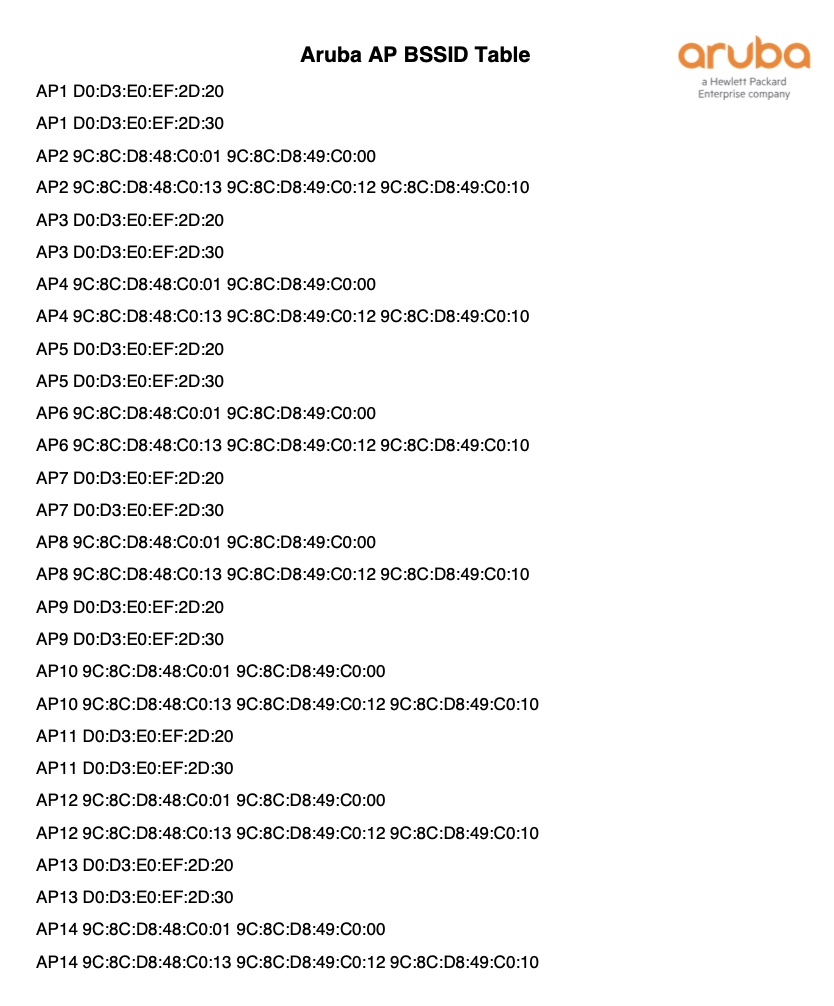 Aruba AP BSSID Table
aruba
a Hewlett Packard
Enterprise company
AP1 D0:D3:E0:EF:2D:20
AP1 D0:D3:E0:EF:2D:30
AP2 9C:8C:D8:48:C0:01 9C:8C:D8:49:C0:00
AP2 9C:8C:D8:48:C0:13 9C:8C:D8:49:C0:12 9C:8C:D8:49:C0:10
AP3 D0:D3:E0:EF:2D:20
AP3 D0:D3:E0:EF:2D:30
AP4 9C:8C:D8:48:C0:01 9C:8C:D8:49:C0:00
AP4 9C:8C:D8:48:C0:13 9C:8C:D8:49:C0:12 9C:8C:D8:49:C0:10
AP5 D0:D3:E0:EF:2D:20
AP5 D0:D3:E0:EF:2D:30
AP6 9C:8C:D8:48:C0:01 9C:8C:D8:49:C0:00
AP6 9C:8C:D8:48:C0:13 9C:8C:D8:49:C0:12 9C:8C:D8:49:C0:10
AP7 D0:D3:E0:EF:2D:20
AP7 D0:D3:E0:EF:2D:30
AP8 9C:8C:D8:48:C0:01 9C:8C:D8:49:C0:00
AP8 9C:8C:D8:48:C0:13 9C:8C:D8:49:C0:12 9C:8C:D8:49:C0:10
AP9 D0:D3:E0:EF:2D:20
AP9 D0:D3:E0:EF:2D:30
AP10 9C:8C:D8:48:C0:01 9C:8C:D8:49:C0:00
AP10 9C:8C:D8:48:C0:13 9C:8C:D8:49:C0:12 9C:8C:D8:49:C0:10
AP11 D0:D3:E0:EF:2D:20
AP11 D0:D3:E0:EF:2D:30
AP12 9C:8C:D8:48:C0:01 9C:8C:D8:49:C0:00
AP12 9C:8C:D8:48:C0:13 9C:8C:D8:49:C0:12 9C:8C:D8:49:C0:10
AP13 D0:D3:E0:EF:2D:20
AP13 D0:D3:E0:EF:2D:30
AP14 9C:8C:D8:48:C0:01 9C:8C:D8:49:C0:00
AP14 9C:8C:D8:48:C0:13 9C:8C:D8:49:C0:12 9C:8C:D8:49:C0:10